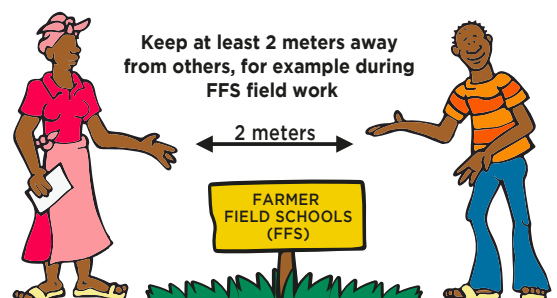 Keep at least 2 meters away
from others, for example during
FFS field work
2 meters
FARMER
FIELD SCHOOLS
(FFS)